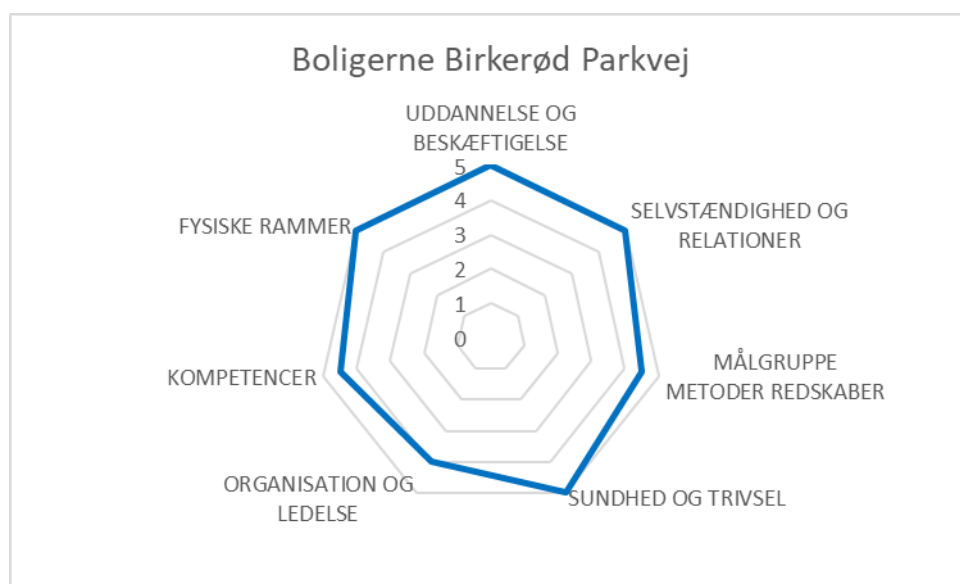 Boligerne Birkerød Parkvej
UDDANNELSE OG
BESKÆFTIGELSE
5
4
3
2
1
0
SELVSTÆNDIGHED OG
RELATIONER
MÅLGRUPPE
METODER REDSKABER
SUNDHED OG TRIVSEL
ORGANISATION OG
LEDELSE
KOMPETENCER
FYSISKE RAMMER